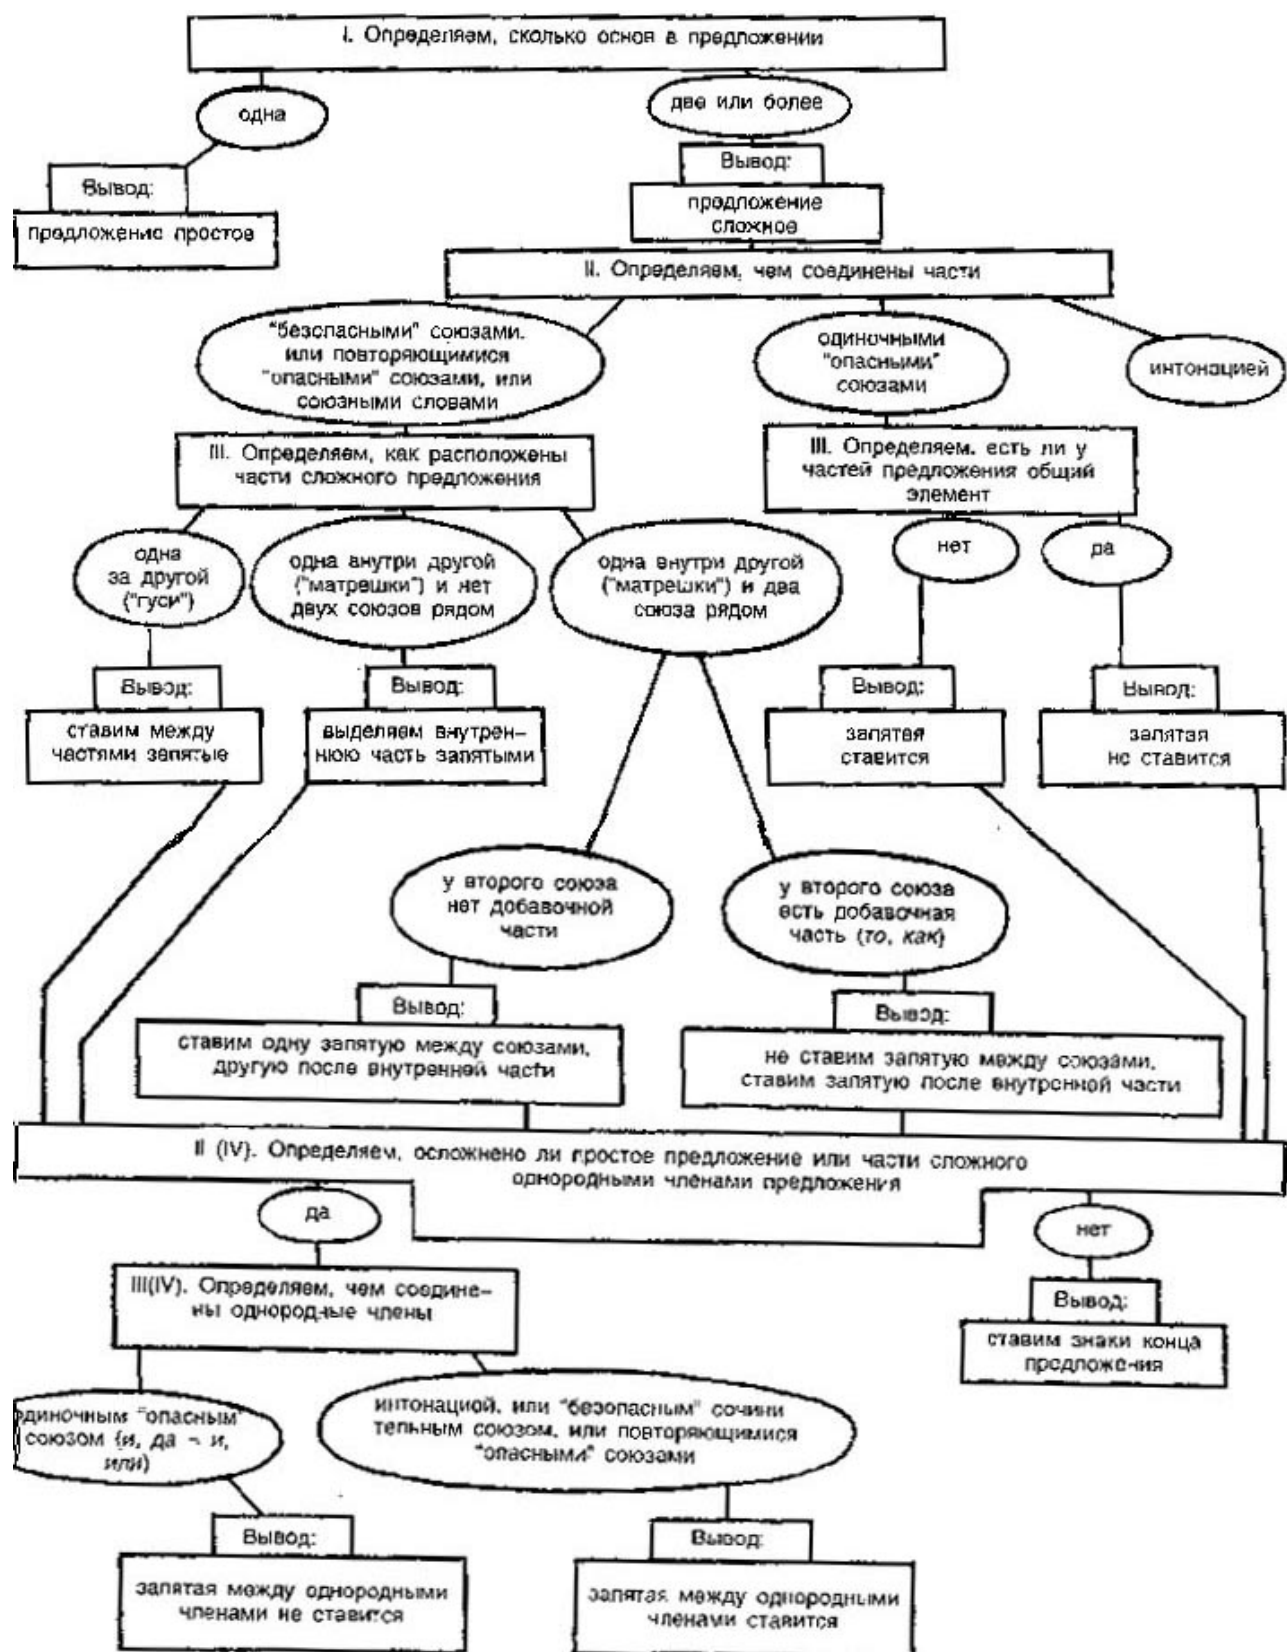 I. Определяем, сколько основ в предложении
одна
две или более
Вывод:
предложение простое
Вывод:
предложение
сложное
II. Определяем, чем соединены части
"безопасными" союзами,
или повторяющимися
"опасными" союзами, или
союзными словами
одиночными
"опасными"
союзами
интонацией
III. Определяем, как расположены
части сложного предложения
III. Определяем, есть ли у
частей предложения общий
элемент
одна
за другой
("гуси")
одна внутри другой
("матрешки") и нет
двух союзов рядом
одна внутри другой
("матрешки") и два
союза рядом
нет
да
Вывод:
ставим между
частями запятые
Вывод:
выделяем внутрен-
нюю часть запятыми
Вывод:
запятая
ставится
Вывод:
запятая
не ставится
у второго союза
нет добавочной
части
у второго союза
есть добавочная
часть (то, как)
Вывод:
ставим одну запятую между союзами,
другую после внутренней части
Вывод:
не ставим запятую между союзами,
ставим запятую после внутренней части
II (IV). Определяем, осложнено ли простое предложение или части сложного
однородными членами предложения
да
нет
III(IV). Определяем, чем соедине-
ны однородные члены
Вывод:
ставим знаки конца
предложения
одиночным "опасным"
союзом (и, да = и,
или)
интонацией, или "безопасным" сочини
тельным союзом, или повторяющимися
"опасными" союзами
Вывод:
запятая между однородными
членами не ставится
Вывод:
запятая между однородными
членами ставится